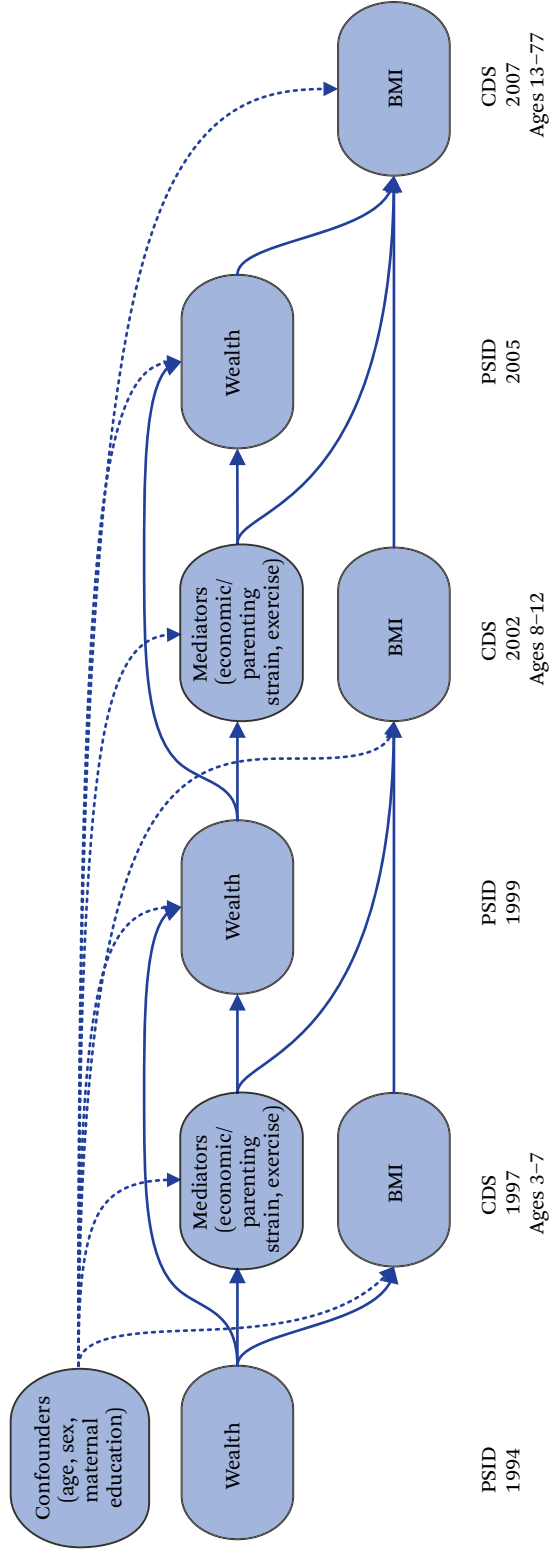 Confounders
(age, sex,
maternal
education)
Wealth
Mediators
(economic/
parenting
strain, exercise)
Wealth
Mediators
(economic/
parenting
strain, exercise)
Wealth
BMI
BMI
BMI
PSID
1994
CDS
1997
Ages 3–7
PSID
1999
CDS
2002
Ages 8–12
PSID
2005
CDS
2007
Ages 13–77